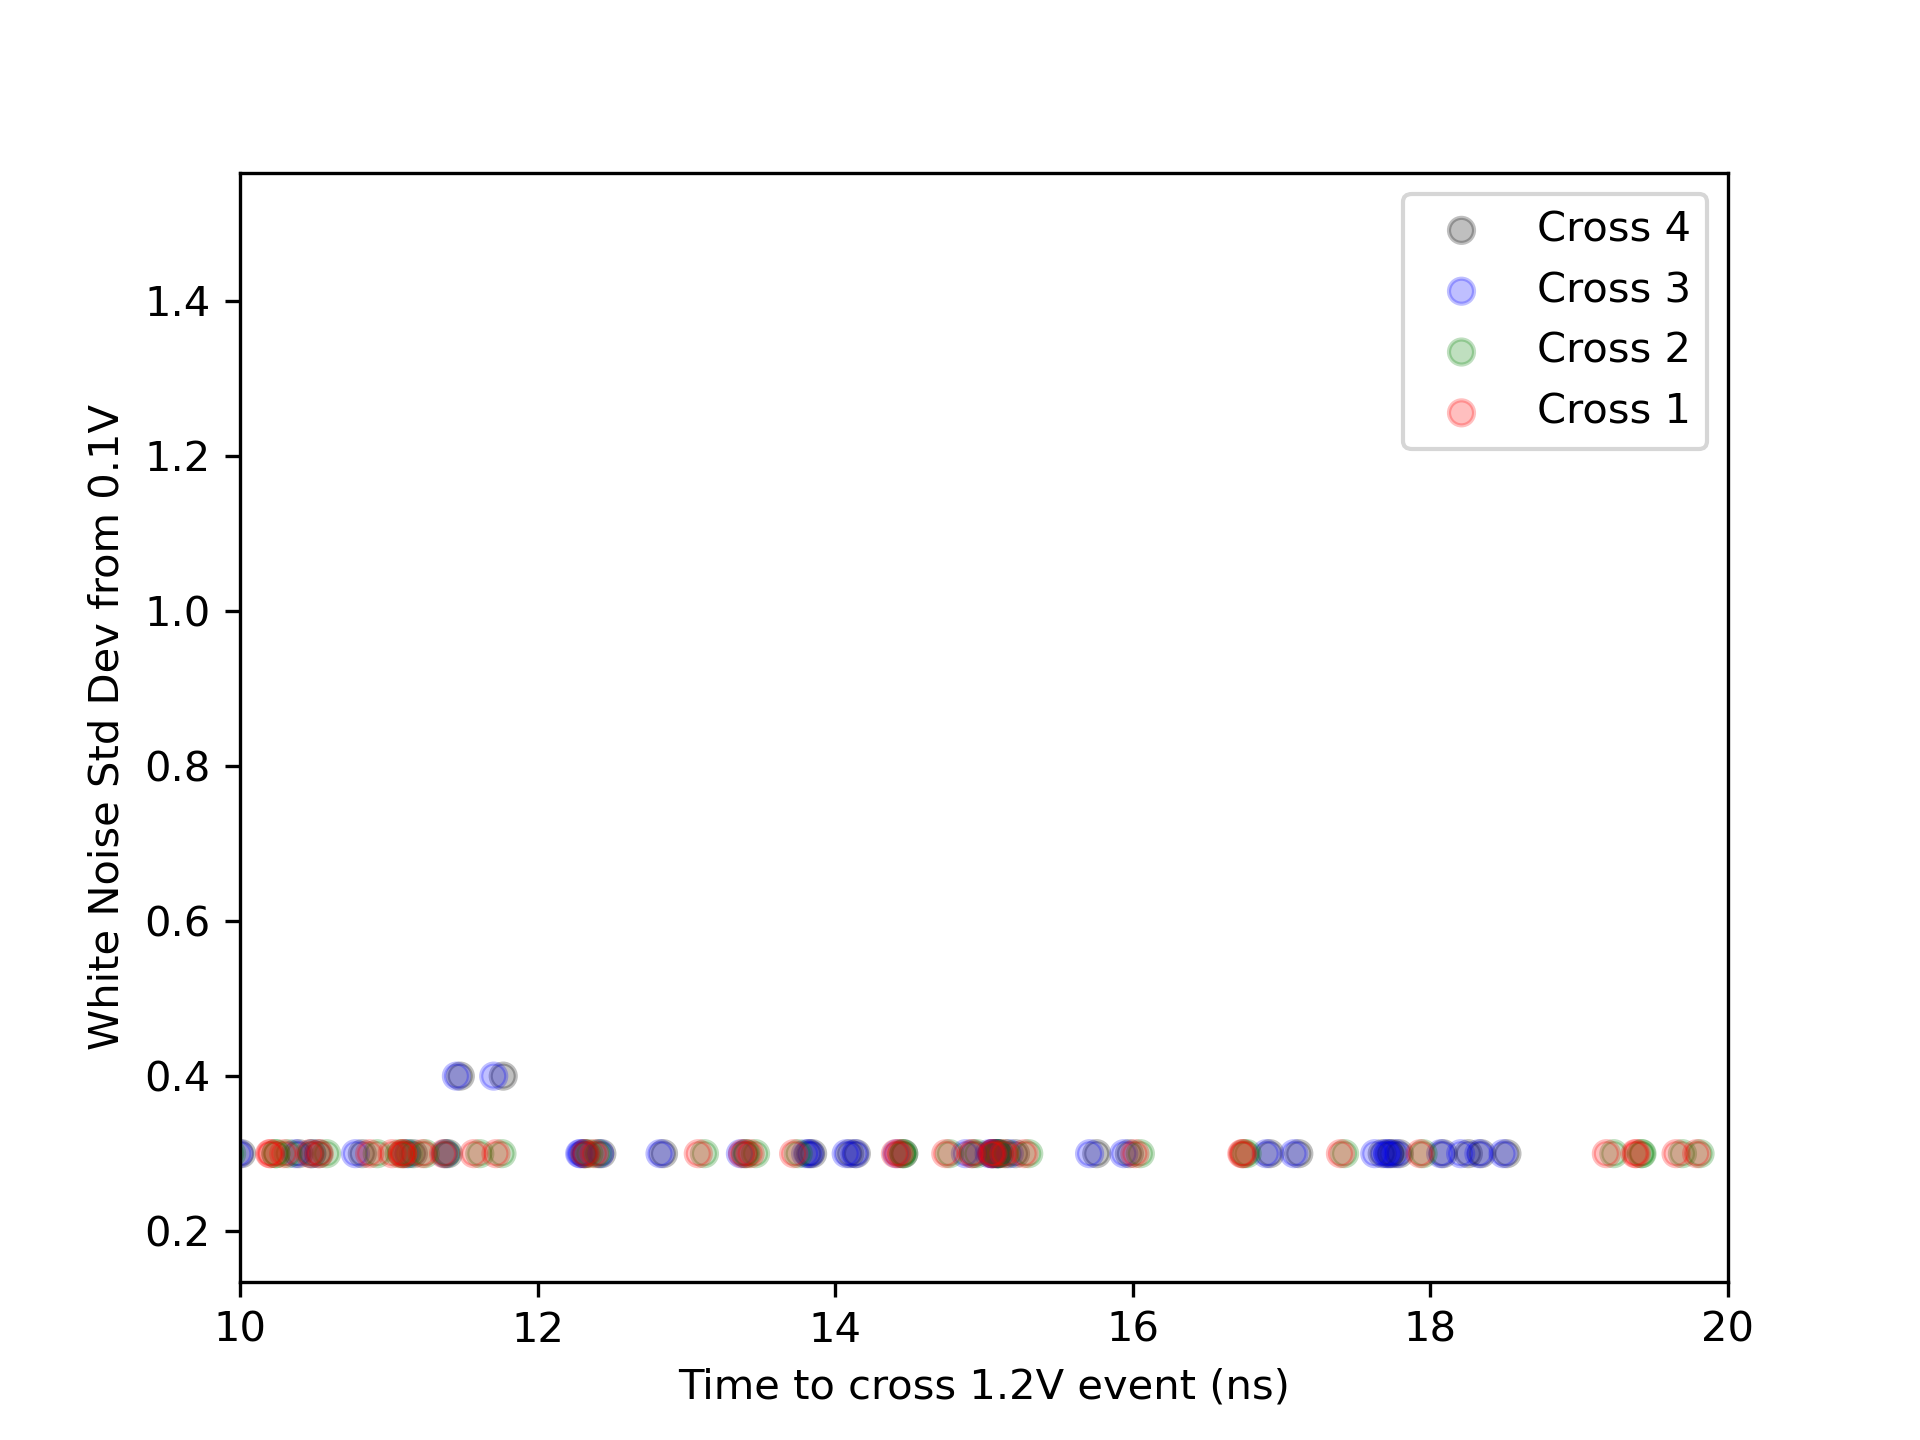 Cross 4
Cross 3
Cross 2
Cross 1
White Noise Std Dev from 0.1V
1.4
1.2
1.0
0.8
0.6
0.4
0.2
10 12 14 16 18 20
Time to cross 1.2V event (ns)